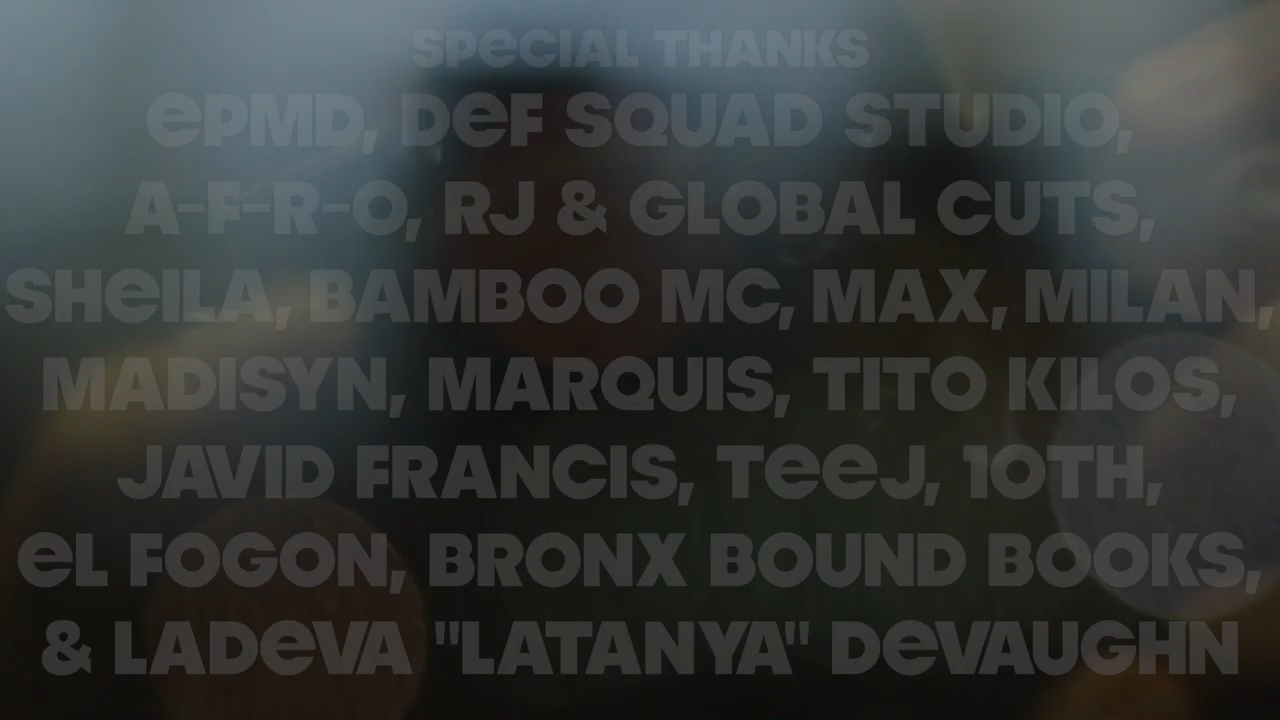 SPeCIAL THANKS
ePMD, DeF SQUAD STUDIO,
A-F-R-O, RJ & GLOBAL CUTS,
SHeILA, BAMBOO MC, MAX, MILAN,
MADISYN, MARQUIS, TITO KILOS,
JAVID FRANCIS, TeeJ, 10TH,
eL FOGON, BRONX BOUND BOOKS,
& LADeVA "LATANYA" DeVAUGHN